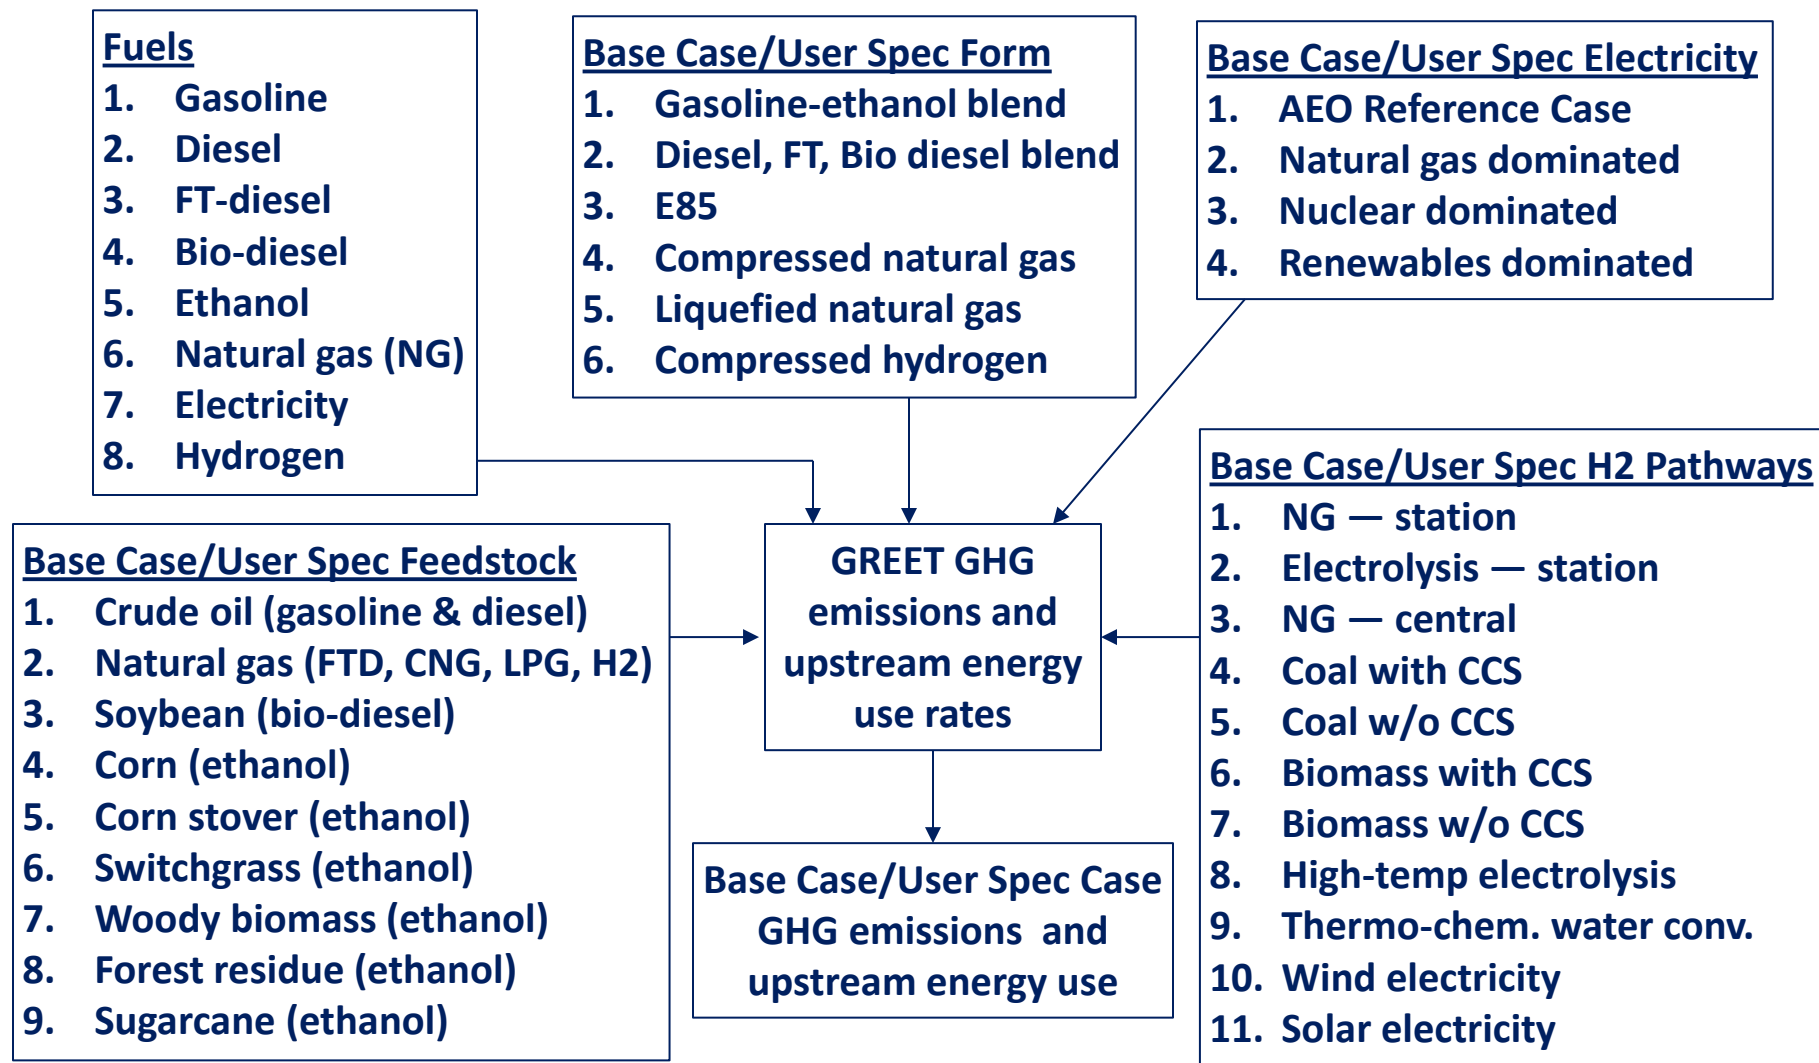 Fuels
1. Gasoline
2. Diesel
3. FT-diesel
4. Bio-diesel
5. Ethanol
6. Natural gas (NG)
7. Electricity
8. Hydrogen
Base Case/User Spec Form
1. Gasoline-ethanol blend
2. Diesel, FT, Bio diesel blend
3. E85
4. Compressed natural gas
5. Liquefied natural gas
6. Compressed hydrogen
Base Case/User Spec Electricity
1. AEO Reference Case
2. Natural gas dominated
3. Nuclear dominated
4. Renewables dominated
Base Case/User Spec Feedstock
1. Crude oil (gasoline & diesel)
2. Natural gas (FTD, CNG, LPG, H2)
3. Soybean (bio-diesel)
4. Corn (ethanol)
5. Corn stover (ethanol)
6. Switchgrass (ethanol)
7. Woody biomass (ethanol)
8. Forest residue (ethanol)
9. Sugarcane (ethanol)
GREET GHG
emissions and
upstream energy
use rates
Base Case/User Spec H2 Pathways
1. NG — station
2. Electrolysis — station
3. NG — central
4. Coal with CCS
5. Coal w/o CCS
6. Biomass with CCS
7. Biomass w/o CCS
8. High-temp electrolysis
9. Thermo-chem. water conv.
10. Wind electricity
11. Solar electricity
Base Case/User Spec Case
GHG emissions and
upstream energy use